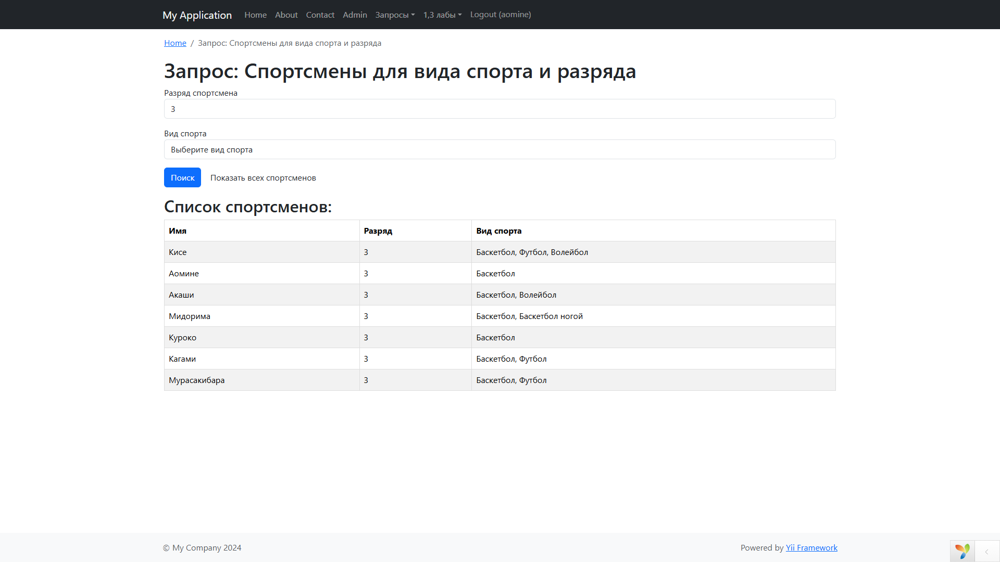 My Application Home About Contact Admin Запросы 1,3 лабы Logout (aomine)
Home / Запрос: Спортсмены для вида спорта и разряда
Запрос: Спортсмены для вида спорта и разряда
Разряд спортсмена
3
Вид спорта
Выберите вид спорта
Поиск Показать всех спортсменов
Список спортсменов:
Имя Разряд Вид спорта
Кисе 3 Баскетбол, Футбол, Волейбол
Аомине 3 Баскетбол
Акаши 3 Баскетбол, Волейбол
Мидорима 3 Баскетбол, Баскетбол ногой
Куроко 3 Баскетбол
Кагами 3 Баскетбол, Футбол
Мурасакибара 3 Баскетбол, Футбол
© My Company 2024 Powered by Yii Framework